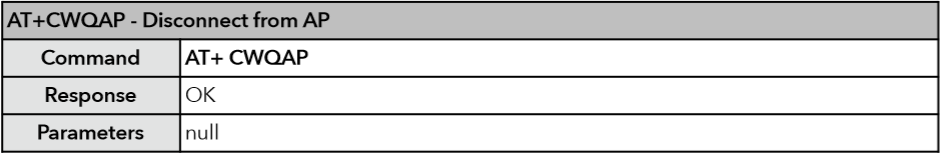 AT+CWQAP - Disconnect from AP
Command AT+ CWQAP
Response OK
Parameters null